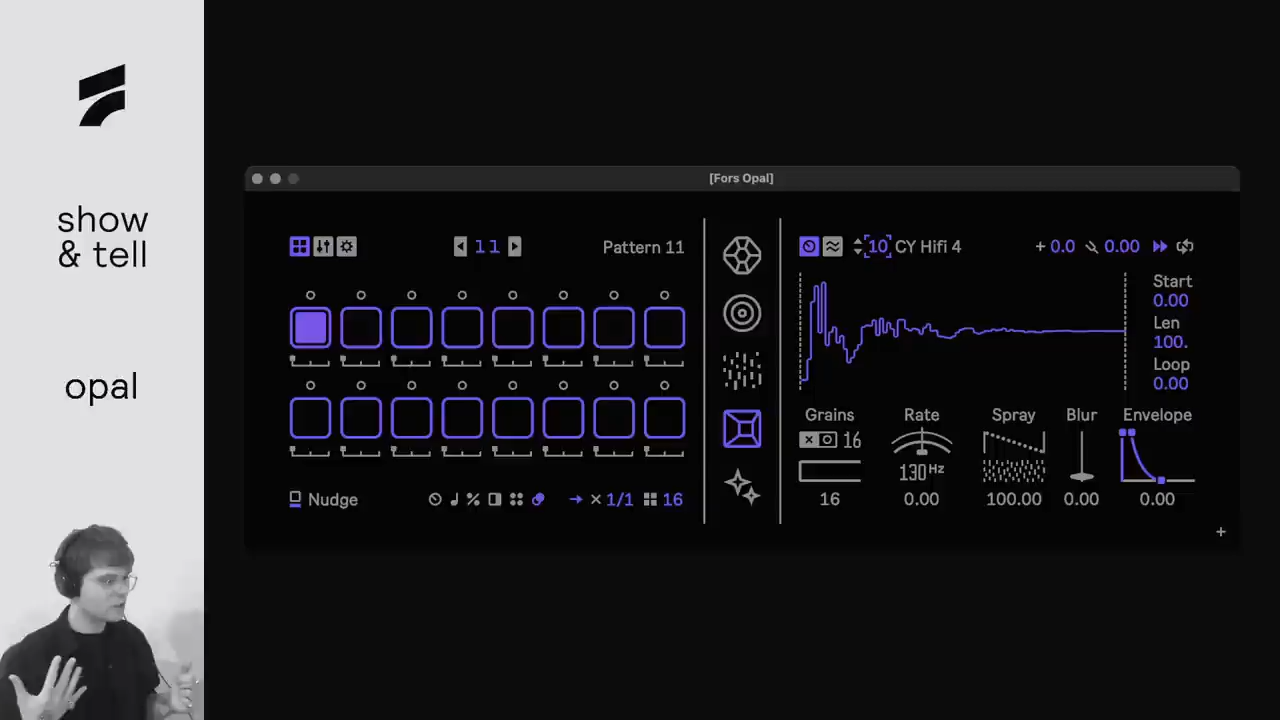 show
& tell
opal
[Fors Opal]
11
Pattern 11
Nudge
1/1
16
10 CY Hifi 4
+ 0.0
0.00
Start
0.00
Len
100.
Loop
0.00
Grains
16
16
Rate
130 Hz
0.00
Spray
100.00
Blur
0.00
Envelope
0.00
+